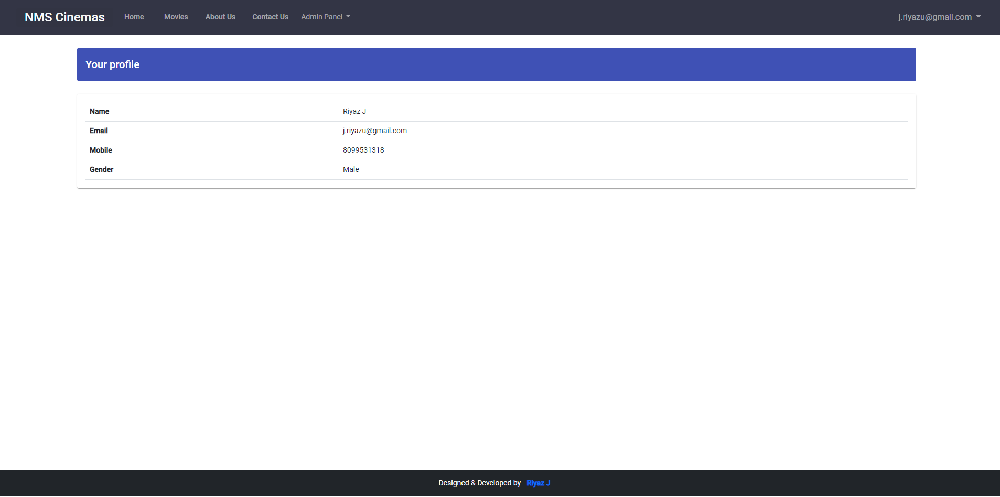 NMS Cinemas Home Movies About Us Contact Us Admin Panel j.riyazu@gmail.com
Your profile
Name Riyaz J
Email j.riyazu@gmail.com
Mobile 8099531318
Gender Male
Designed & Developed by Riyaz J